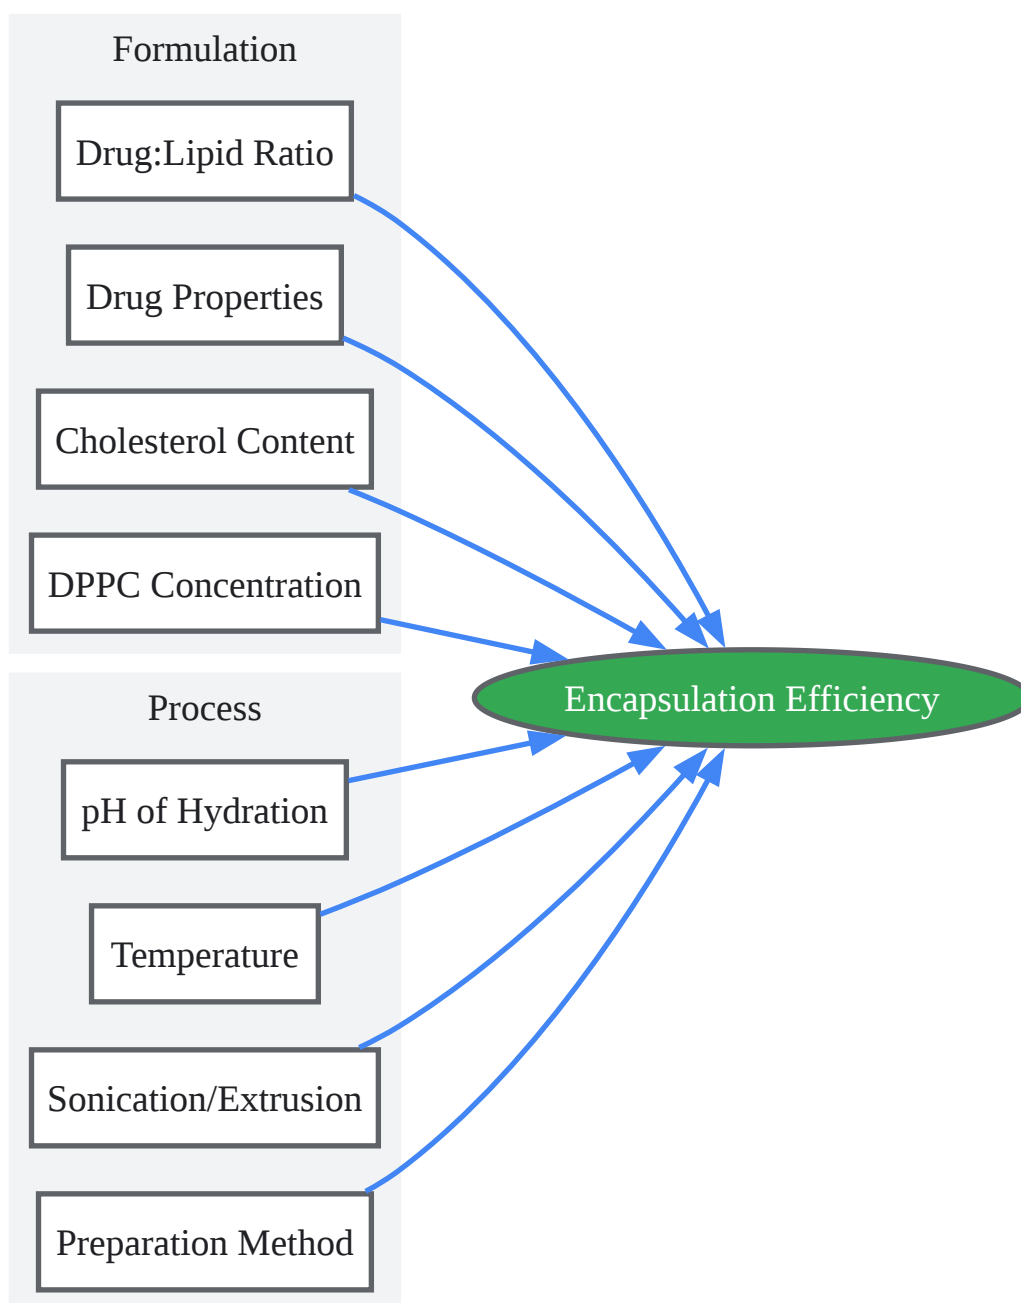 Formulation
Drug:Lipid Ratio
Drug Properties
Cholesterol Content
DPPC Concentration
Encapsulation Efficiency
Process
pH of Hydration
Temperature
Sonication/Extrusion
Preparation Method